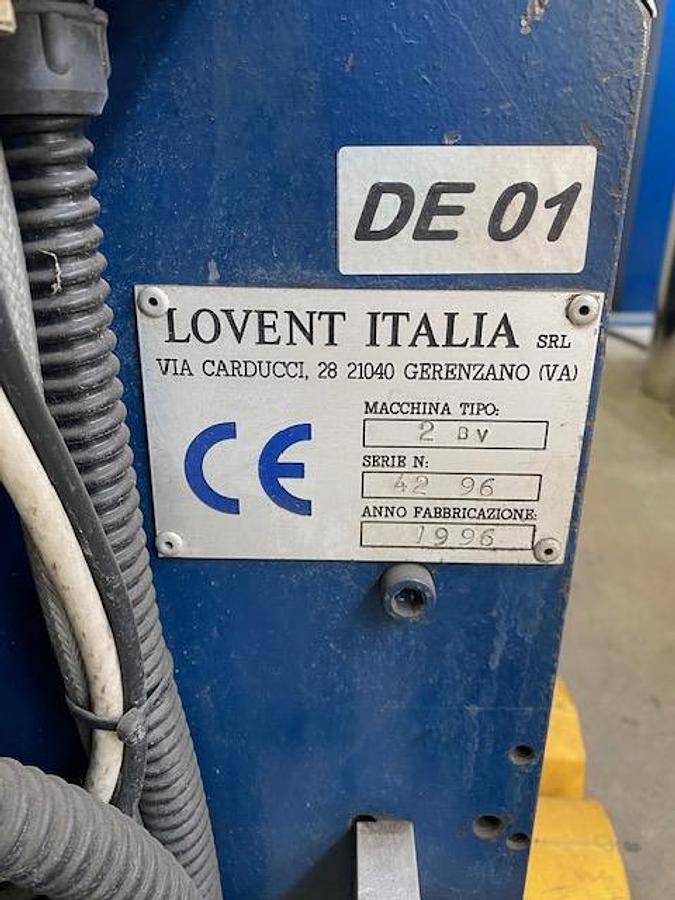 DE 01
LOVENT ITALIA SRL
VIA CARDUCCI, 28 21040 GERENZANO (VA)
CE
MACCHINA TIPO:
2 BV
SERIE N:
42 96
ANNO FABBRICAZIONE:
1996